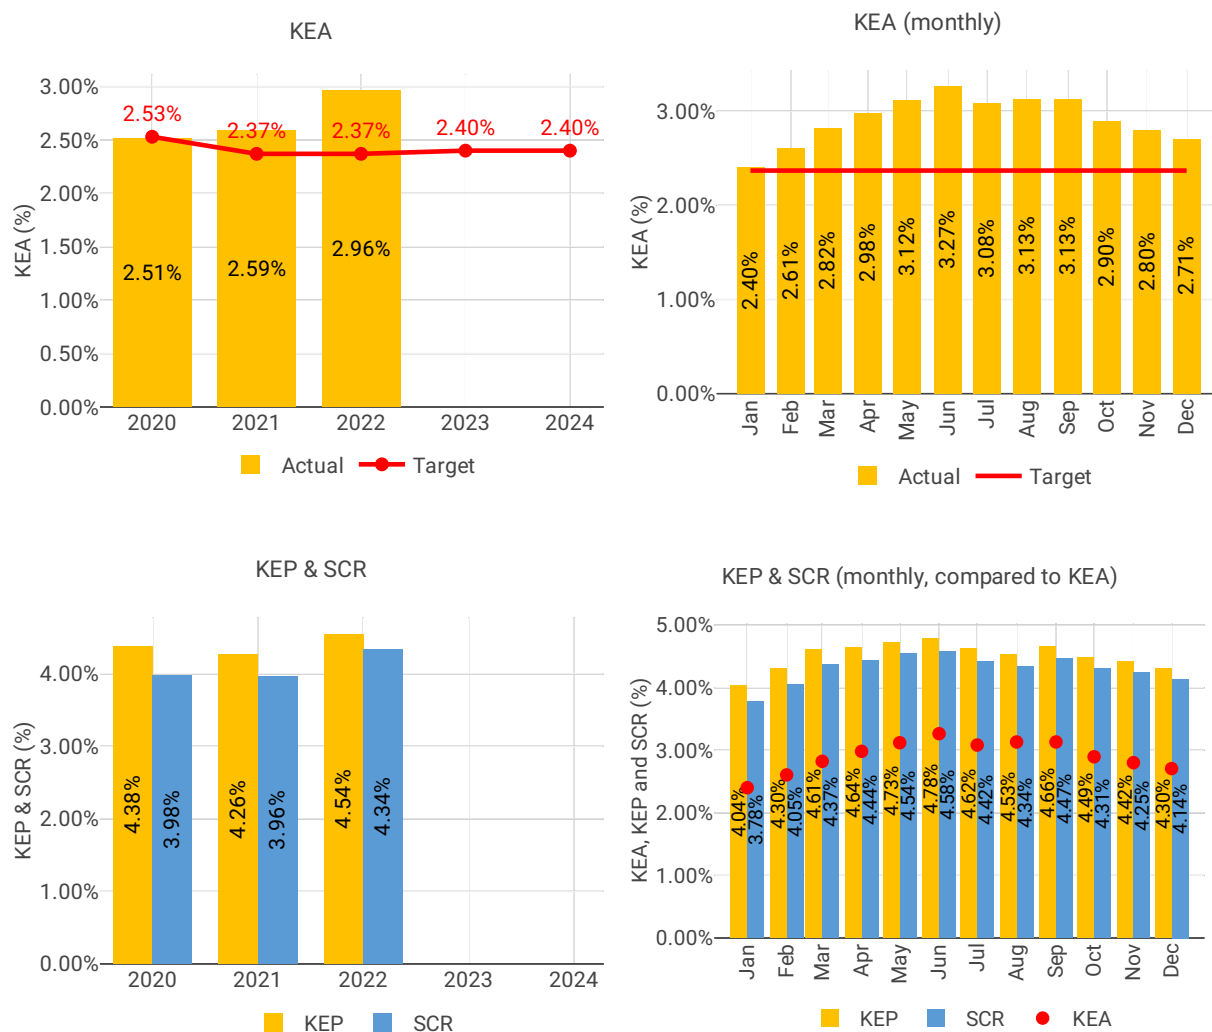 KEA
KEA (%)
3.00%
2.50%
2.00%
1.50%
1.00%
0.50%
0.00%
2.53%
2.37%
2.37%
2.40%
2.40%
2.51%
2.59%
2.96%
2020
2021
2022
2023
2024
Actual
Target
KEA (monthly)
KEA (%)
3.00%
2.00%
1.00%
0.00%
2.40%
2.61%
2.82%
2.98%
3.12%
3.27%
3.08%
3.13%
3.13%
2.90%
2.80%
2.71%
Jan
Feb
Mar
Apr
May
Jun
Jul
Aug
Sep
Oct
Nov
Dec
Actual
Target
KEP & SCR
KEP & SCR (%)
4.00%
3.00%
2.00%
1.00%
0.00%
4.38%
3.98%
4.26%
3.96%
4.54%
4.34%
2020
2021
2022
2023
2024
KEP
SCR
KEP & SCR (monthly, compared to KEA)
KEA, KEP and SCR (%)
5.00%
4.00%
3.00%
2.00%
1.00%
0.00%
4.04%
3.78%
4.30%
4.05%
4.61%
4.37%
4.64%
4.44%
4.73%
4.54%
4.78%
4.58%
4.62%
4.42%
4.53%
4.34%
4.66%
4.47%
4.49%
4.31%
4.42%
4.25%
4.30%
4.14%
Jan
Feb
Mar
Apr
May
Jun
Jul
Aug
Sep
Oct
Nov
Dec
KEP
SCR
KEA